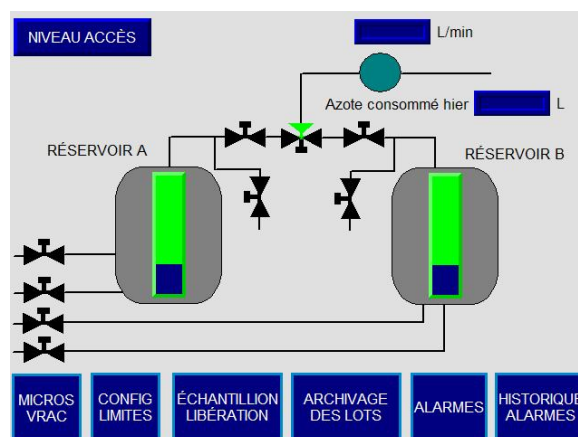 NIVEAU ACCÈS
L/min
Azote consommé hier
L
RÉSERVOIR A
RÉSERVOIR B
MICROS
VRAC
CONFIG
LIMITES
ÉCHANTILLION
LIBÉRATION
ARCHIVAGE
DES LOTS
ALARMES
HISTORIQUE
ALARMES